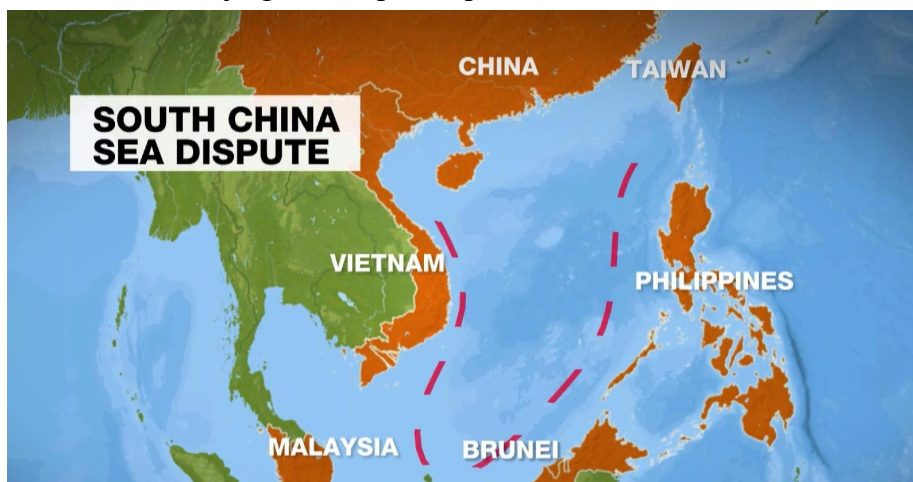 CHINA
TAIWAN
SOUTH CHINA
SEA DISPUTE
VIETNAM
PHILIPPINES
MALAYSIA
BRUNEI